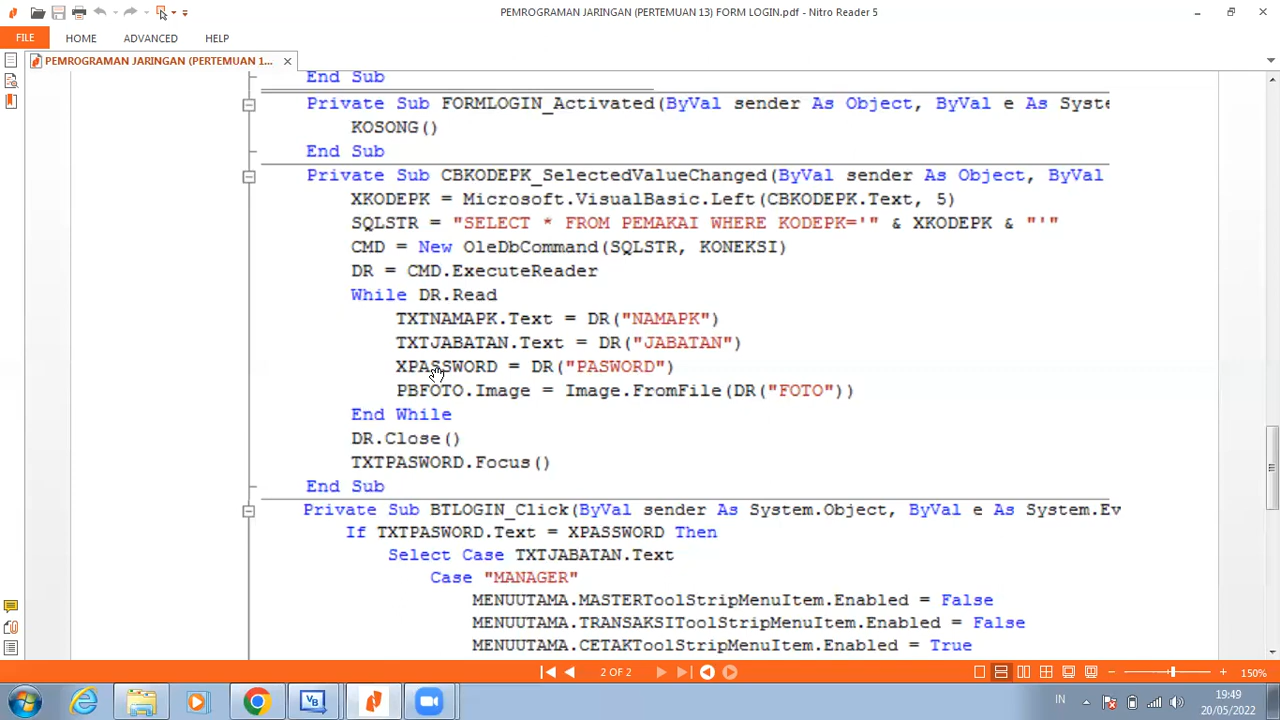 PEMROGRAMAN JARINGAN (PERTEMUAN 13) FORM LOGIN.pdf - Nitro Reader 5
FILE HOME ADVANCED HELP
PEMROGRAMAN JARINGAN (PERTEMUAN 1...
End Sub
Private Sub FORMLOGIN_Activated(ByVal sender As Object, ByVal e As Syste
KOSONG()
End Sub
Private Sub CBKODEPK_SelectedValueChanged(ByVal sender As Object, ByVal
XKODEPK = Microsoft.VisualBasic.Left(CBKODEPK.Text, 5)
SQLSTR = "SELECT * FROM PEMAKAI WHERE KODEPK='" & XKODEPK & "'"
CMD = New OleDbCommand(SQLSTR, KONEKSI)
DR = CMD.ExecuteReader
While DR.Read
TXTNAMAPK.Text = DR("NAMAPK")
TXTJABATAN.Text = DR("JABATAN")
XPASSWORD = DR("PASWORD")
PBFOTO.Image = Image.FromFile(DR("FOTO"))
End While
DR.Close()
TXTPASWORD.Focus()
End Sub
Private Sub BTLOGIN_Click(ByVal sender As System.Object, ByVal e As System.Ev
If TXTPASWORD.Text = XPASSWORD Then
Select Case TXTJABATAN.Text
Case "MANAGER"
MENUUTAMA.MASTERToolStripMenuItem.Enabled = False
MENUUTAMA.TRANSAKSIToolStripMenuItem.Enabled = False
MENUUTAMA.CETAKToolStripMenuItem.Enabled = True
2 OF 2
150%
IN
19:49
20/05/2022